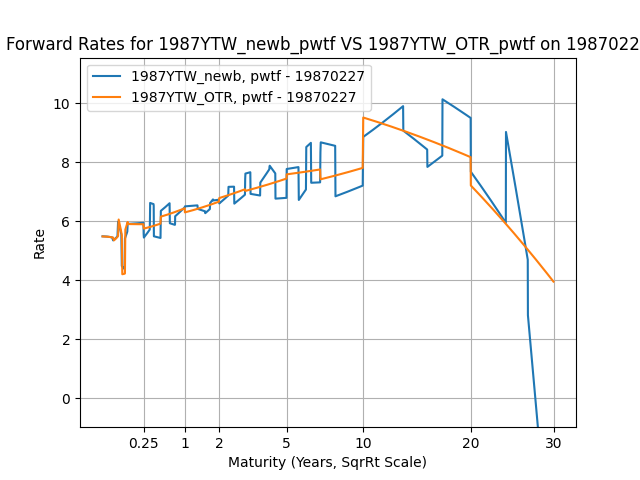 Forward Rates for 1987YTW_newb_pwtf VS 1987YTW_OTR_pwtf on 1987022
1987YTW_newb, pwtf - 19870227
1987YTW_OTR, pwtf - 19870227
10
8
6
4
2
0
Rate
0.25 1 2 5 10 20 30
Maturity (Years, SqrRt Scale)